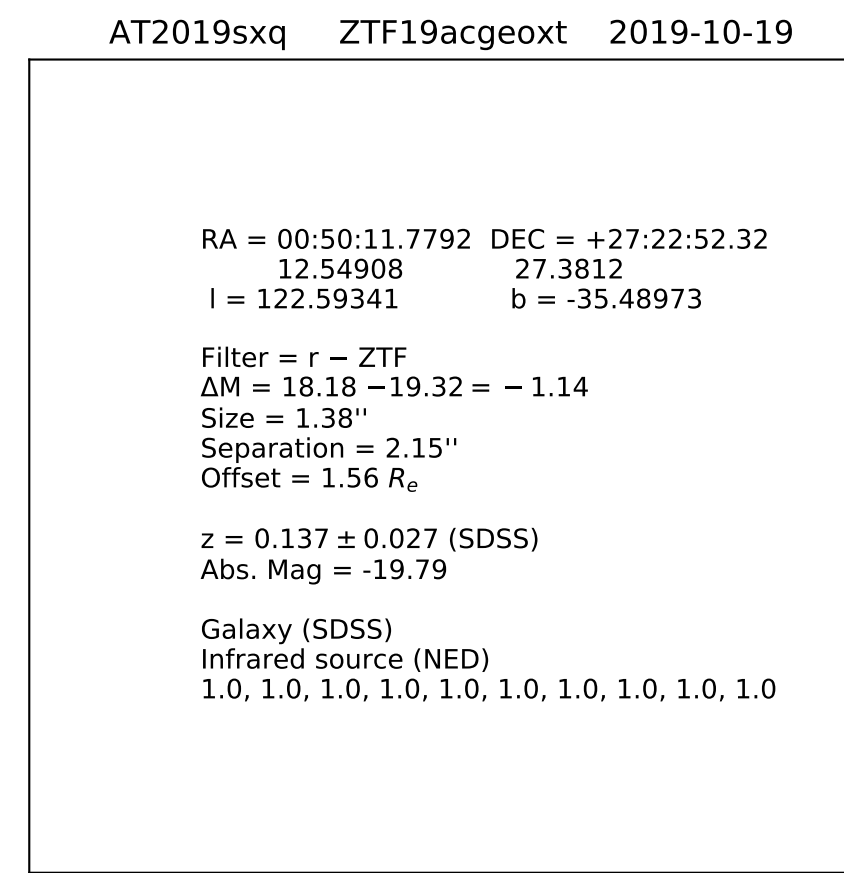 AT2019sxq ZTF19acgeoxt 2019-10-19
RA = 00:50:11.7792 DEC = +27:22:52.32
12.54908 27.3812
l = 122.59341 b = -35.48973
Filter = r − ZTF
ΔM = 18.18 −19.32 = − 1.14
Size = 1.38''
Separation = 2.15''
Offset = 1.56 Rₑ
z = 0.137 ± 0.027 (SDSS)
Abs. Mag = -19.79
Galaxy (SDSS)
Infrared source (NED)
1.0, 1.0, 1.0, 1.0, 1.0, 1.0, 1.0, 1.0, 1.0, 1.0